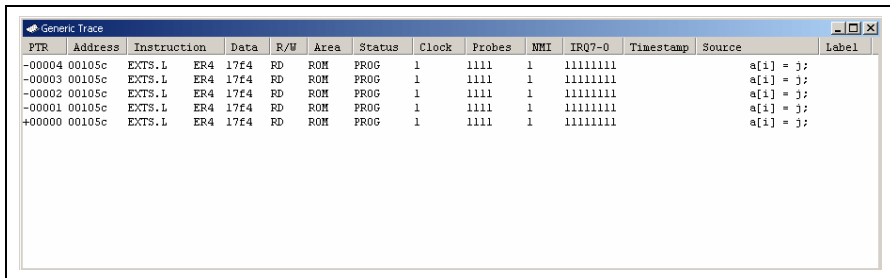 Generic Trace
PTR Address Instruction Data R/W Area Status Clock Probes NMI IRQ7-0 Timestamp Source Label
-00004 00105c EXTS.L ER4 17f4 RD ROM PROG 1 1111 1 11111111 a[i] = j;
-00003 00105c EXTS.L ER4 17f4 RD ROM PROG 1 1111 1 11111111 a[i] = j;
-00002 00105c EXTS.L ER4 17f4 RD ROM PROG 1 1111 1 11111111 a[i] = j;
-00001 00105c EXTS.L ER4 17f4 RD ROM PROG 1 1111 1 11111111 a[i] = j;
+00000 00105c EXTS.L ER4 17f4 RD ROM PROG 1 1111 1 11111111 a[i] = j;